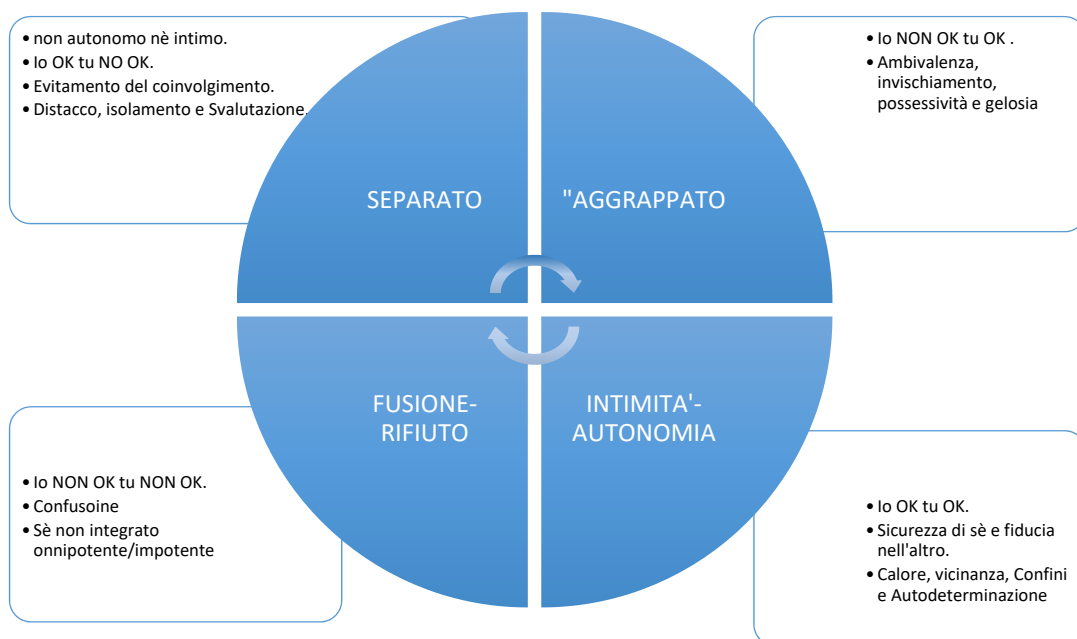 • non autonomo nè intimo.
• Io OK tu NO OK.
• Evitamento del coinvolgimento.
• Distacco, isolamento e Svalutazione.
• Io NON OK tu OK .
• Ambivalenza,
invischiamento,
possessività e gelosia
SEPARATO
"AGGRAPPATO
FUSIONE-
RIFIUTO
INTIMITA'-
AUTONOMIA
• Io NON OK tu NON OK.
• Confusoine
• Sè non integrato
onnipotente/impotente
• Io OK tu OK.
• Sicurezza di sè e fiducia
nell'altro.
• Calore, vicinanza, Confini
e Autodeterminazione